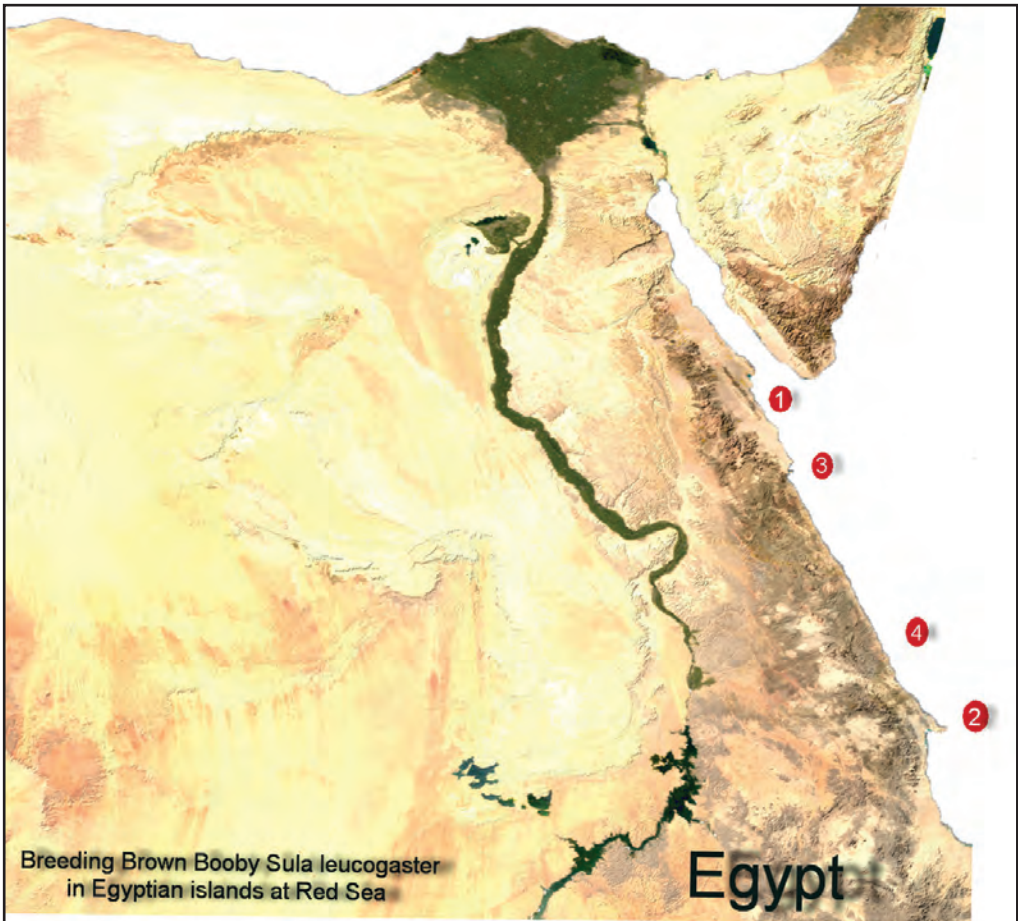 1
3
4
2
Breeding Brown Booby Sula leucogaster
in Egyptian islands at Red Sea
Egypt